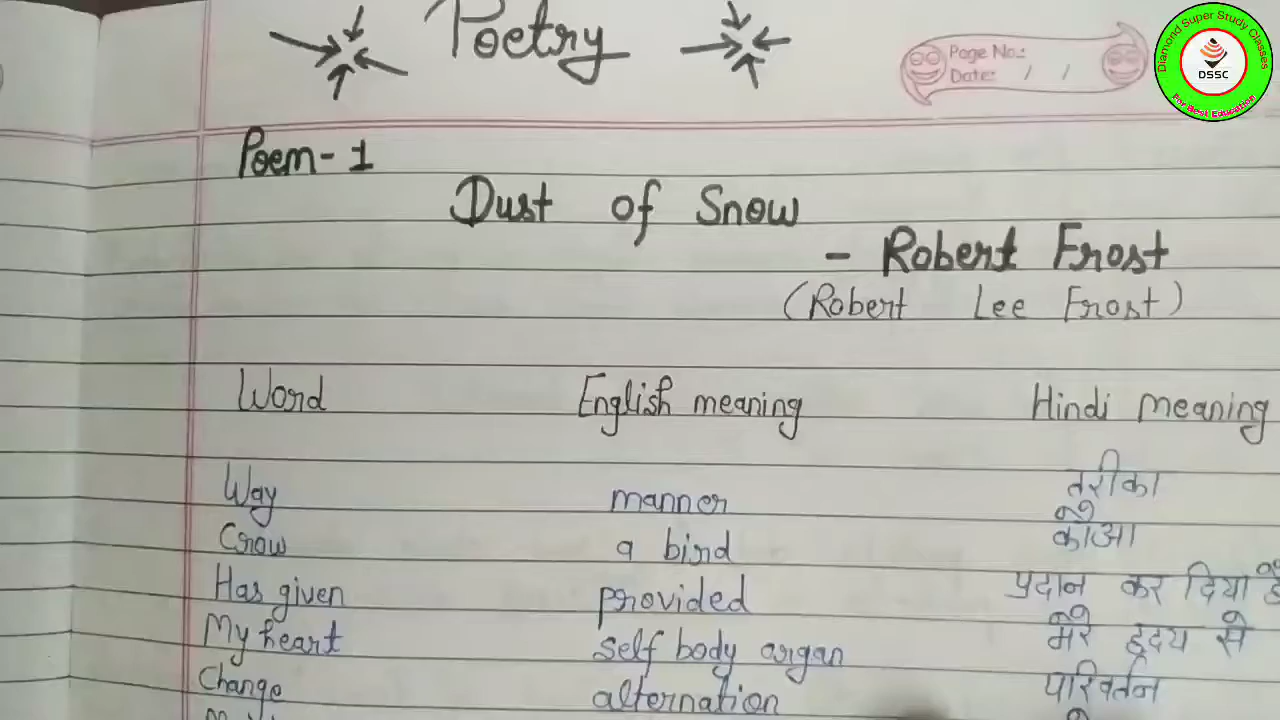 Poetry
Page No.:
Date: / /
Diamond Super Study Classes
DSSC
For Best Education
Poem-1
Dust of Snow
- Robert Frost
(Robert Lee Frost)
Word English meaning Hindi meaning
Way manner तरीका
Crow a bird कौआ
Has given provided प्रदान कर दिया है
My heart self body organ मेरे हृदय से
Change alternation परिवर्तन